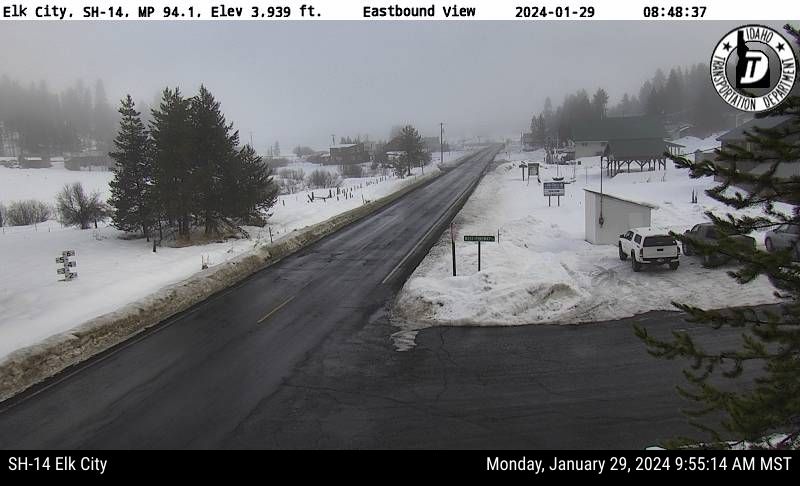 Elk City, SH-14, MP 94.1, Elev 3,939 ft. Eastbound View 2024-01-29 08:48:37
IDAHO
TRANSPORTATION DEPARTMENT
SH-14 Elk City Monday, January 29, 2024 9:55:14 AM MST